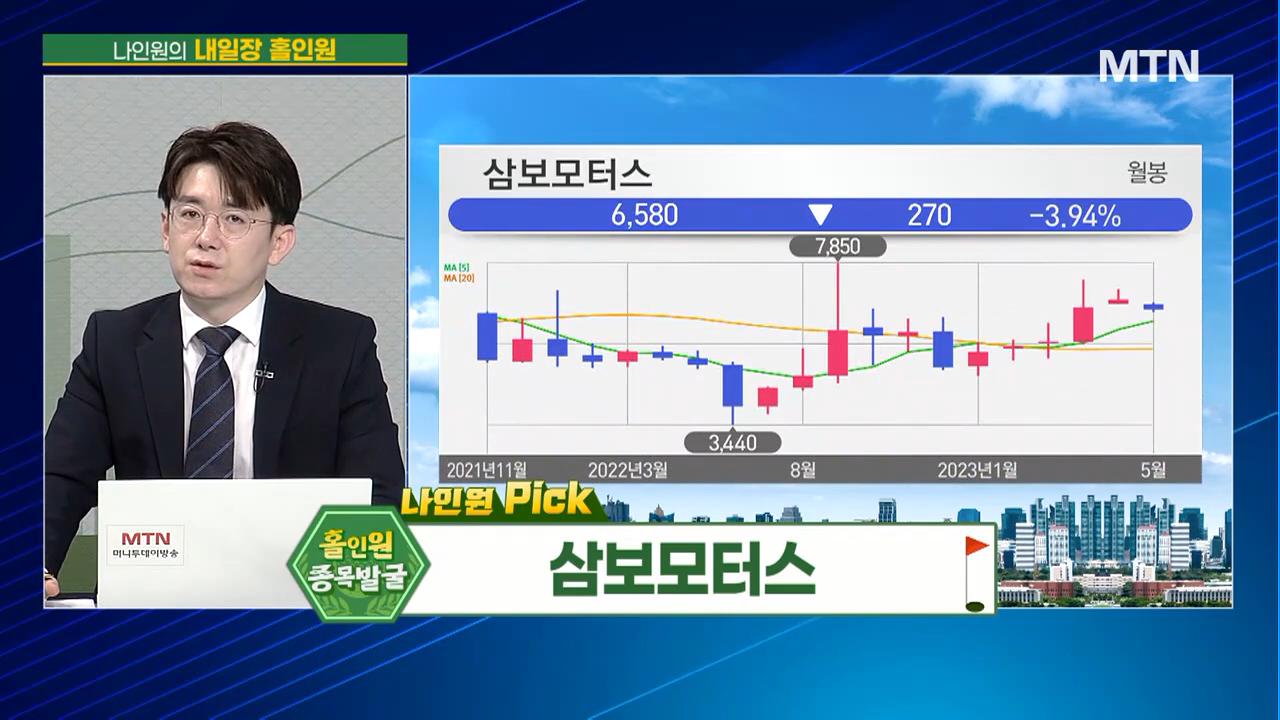 나인원의 내일장 홀인원
MTN
삼보모터스
월봉
6,580 ▼ 270 -3.94%
7,850
MA [5]
MA [20]
3,440
2021년11월 2022년3월 8월 2023년1월 5월
나인원 Pick
홀인원
종목발굴
삼보모터스
MTN
머니투데이방송